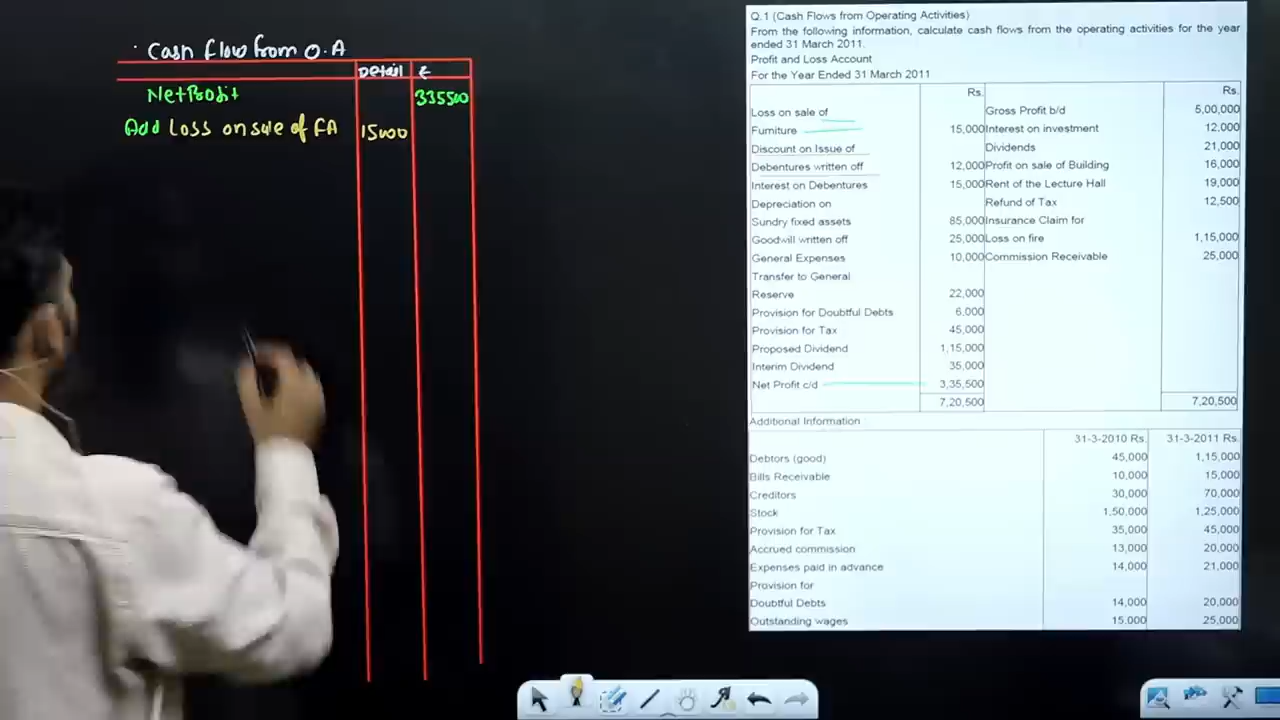 Cash flow from O.A
Detail ₹
Net Profit 335500
Add Loss on sale of FA 15000
Q.1 (Cash Flows from Operating Activities)
From the following information, calculate cash flows from the operating activities for the year
ended 31 March 2011.
Profit and Loss Account
For the Year Ended 31 March 2011
Rs. Rs.
Loss on sale of Gross Profit b/d 5,00,000
Furniture 15,000 Interest on investment 12,000
Discount on Issue of Dividends 21,000
Debentures written off 12,000 Profit on sale of Building 16,000
Interest on Debentures 15,000 Rent of the Lecture Hall 19,000
Depreciation on Refund of Tax 12,500
Sundry fixed assets 85,000 Insurance Claim for
Goodwill written off 25,000 Loss on fire 1,15,000
General Expenses 10,000 Commission Receivable 25,000
Transfer to General
Reserve 22,000
Provision for Doubtful Debts 6,000
Provision for Tax 45,000
Proposed Dividend 1,15,000
Interim Dividend 35,000
Net Profit c/d 3,35,500
7,20,500 7,20,500
Additional Information :
31-3-2010 Rs. 31-3-2011 Rs.
Debtors (good) 45,000 1,15,000
Bills Receivable 10,000 15,000
Creditors 30,000 70,000
Stock 1,50,000 1,25,000
Provision for Tax 35,000 45,000
Accrued commission 13,000 20,000
Expenses paid in advance 14,000 21,000
Provision for
Doubtful Debts 14,000 20,000
Outstanding wages 15,000 25,000